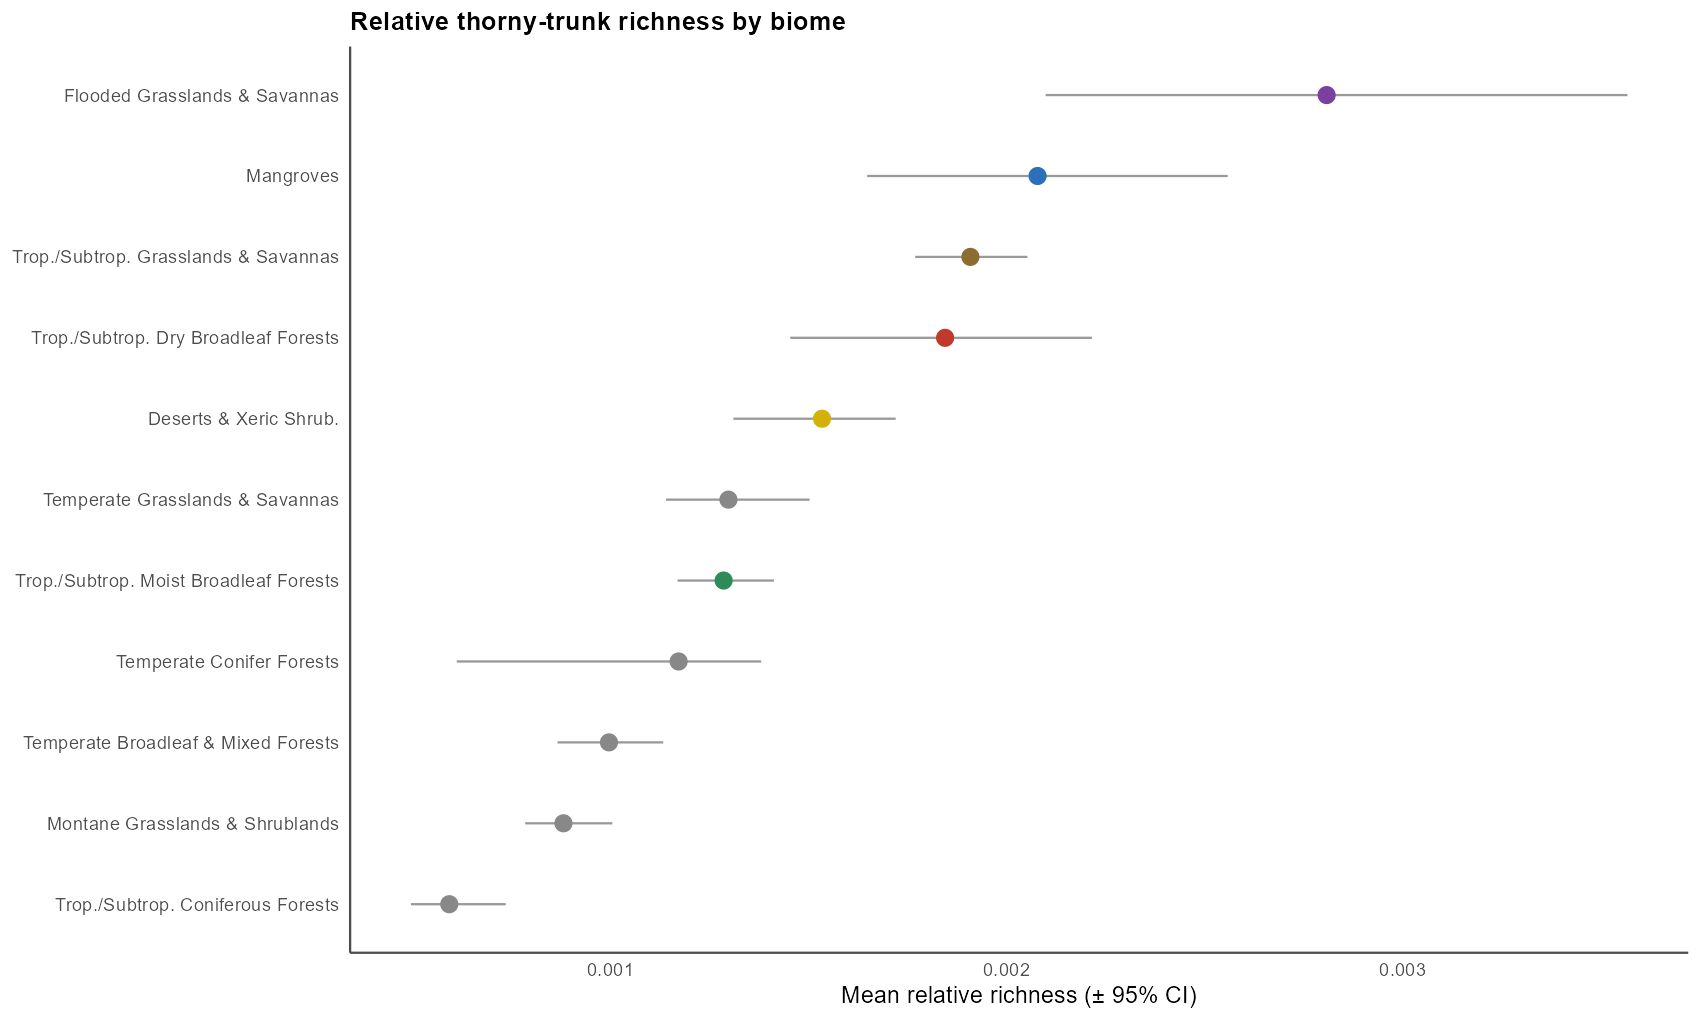 Relative thorny-trunk richness by biome
Flooded Grasslands & Savannas
Mangroves
Trop./Subtrop. Grasslands & Savannas
Trop./Subtrop. Dry Broadleaf Forests
Deserts & Xeric Shrub.
Temperate Grasslands & Savannas
Trop./Subtrop. Moist Broadleaf Forests
Temperate Conifer Forests
Temperate Broadleaf & Mixed Forests
Montane Grasslands & Shrublands
Trop./Subtrop. Coniferous Forests
0.001 0.002 0.003
Mean relative richness (± 95% CI)